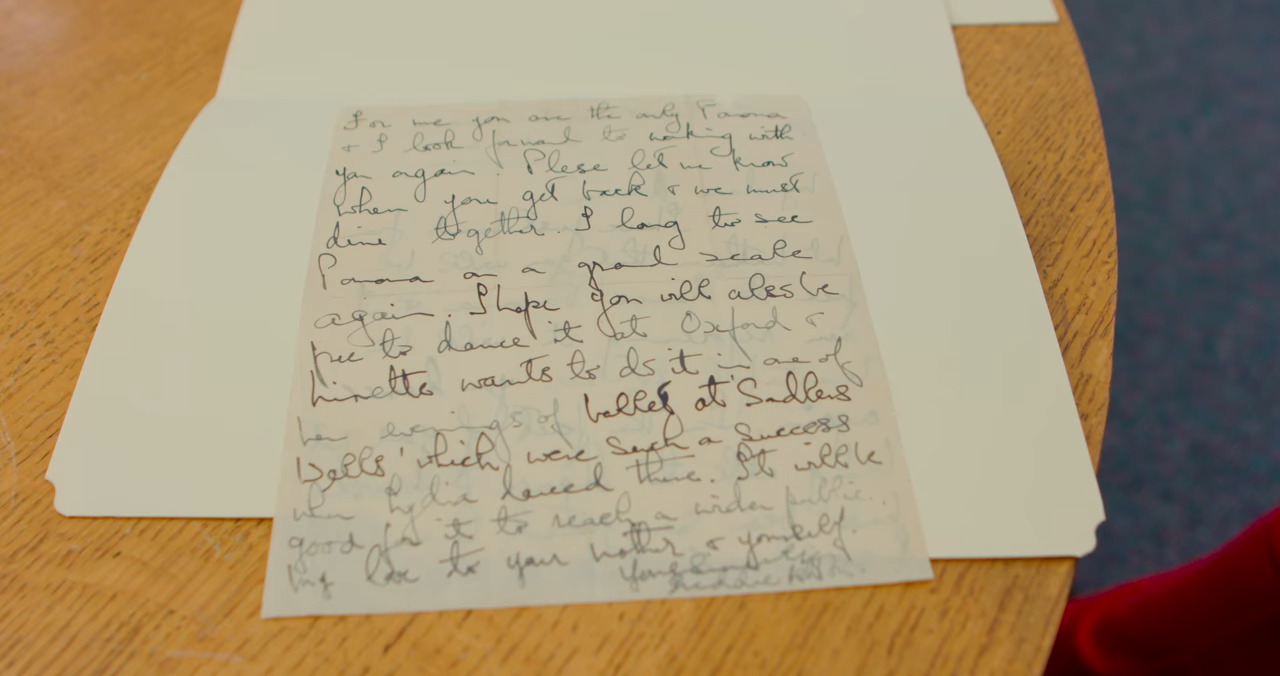 For me you are the only Pomona
& I look forward to working with
you again. Plese let me know
when you get back & we must
dine together. I long to see
Pomona on a grand scale
again. I hope you will also be
free to dance it at Oxford &
Ninette wants to do it in one of
her evenings of ballet at 'Sadlers
Wells' which were such a success
when Lydia danced there. It will be
good for it to reach a wider public.
My love to your mother & yourself.